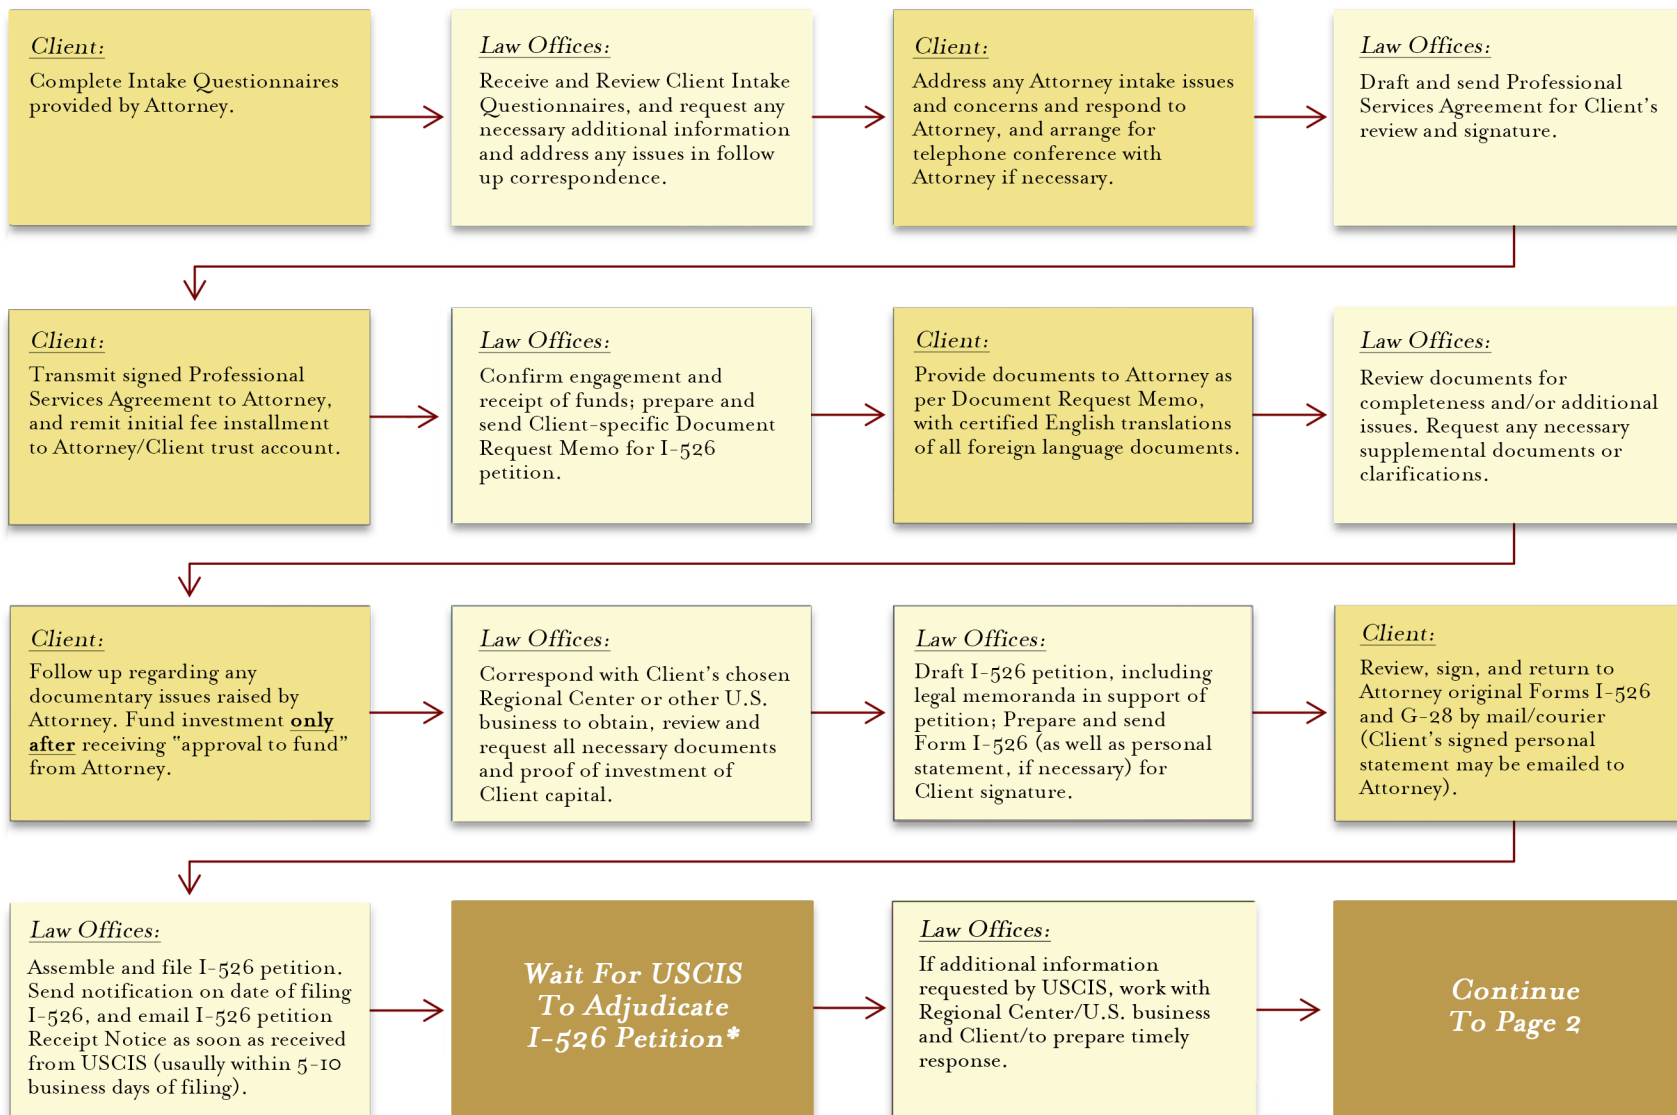 Client:
Complete Intake Questionnaires
provided by Attorney.
Law Offices:
Receive and Review Client Intake
Questionnaires, and request any
necessary additional information
and address any issues in follow
up correspondence.
Client:
Address any Attorney intake issues
and concerns and respond to
Attorney, and arrange for
telephone conference with
Attorney if necessary.
Law Offices:
Draft and send Professional
Services Agreement for Client's
review and signature.
Client:
Transmit signed Professional
Services Agreement to Attorney,
and remit initial fee installment
to Attorney/Client trust account.
Law Offices:
Confirm engagement and
receipt of funds; prepare and
send Client-specific Document
Request Memo for I-526
petition.
Client:
Provide documents to Attorney as
per Document Request Memo,
with certified English translations
of all foreign language documents.
Law Offices:
Review documents for
completeness and/or additional
issues. Request any necessary
supplemental documents or
clarifications.
Client:
Follow up regarding any
documentary issues raised by
Attorney. Fund investment only
after receiving "approval to fund"
from Attorney.
Law Offices:
Correspond with Client's chosen
Regional Center or other U.S.
business to obtain, review and
request all necessary documents
and proof of investment of
Client capital.
Law Offices:
Draft I-526 petition, including
legal memoranda in support of
petition; Prepare and send
Form I-526 (as well as personal
statement, if necessary) for
Client signature.
Client:
Review, sign, and return to
Attorney original Forms I-526
and G-28 by mail/courier
(Client's signed personal
statement may be emailed to
Attorney).
Law Offices:
Assemble and file I-526 petition.
Send notification on date of filing
I-526, and email I-526 petition
Receipt Notice as soon as received
from USCIS (usaully within 5-10
business days of filing).
Wait For USCIS
To Adjudicate
I-526 Petition*
Law Offices:
If additional information
requested by USCIS, work with
Regional Center/U.S. business
and Client/to prepare timely
response.
Continue
To Page 2